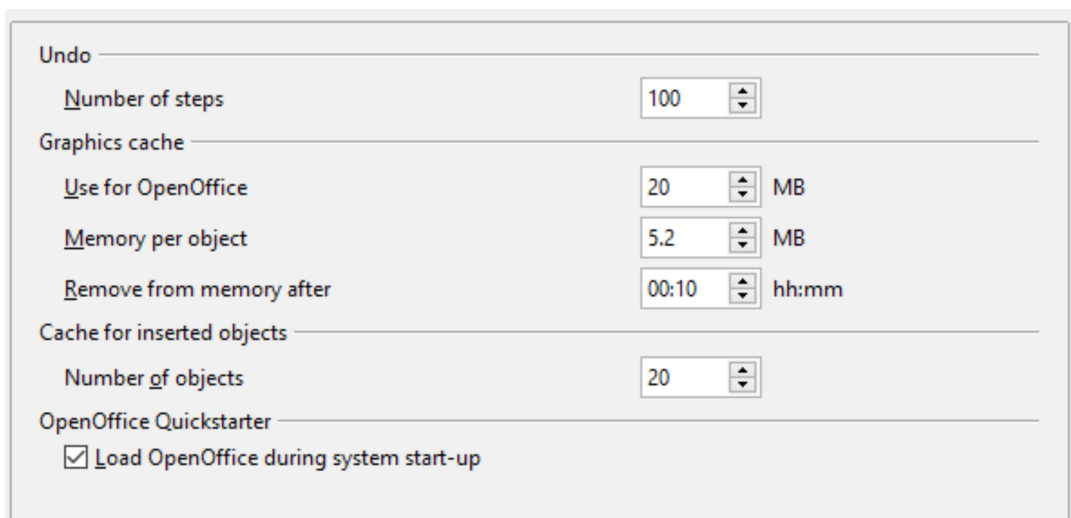 Undo
Number of steps 100
Graphics cache
Use for OpenOffice 20 MB
Memory per object 5.2 MB
Remove from memory after 00:10 hh:mm
Cache for inserted objects
Number of objects 20
OpenOffice Quickstarter
Load OpenOffice during system start-up